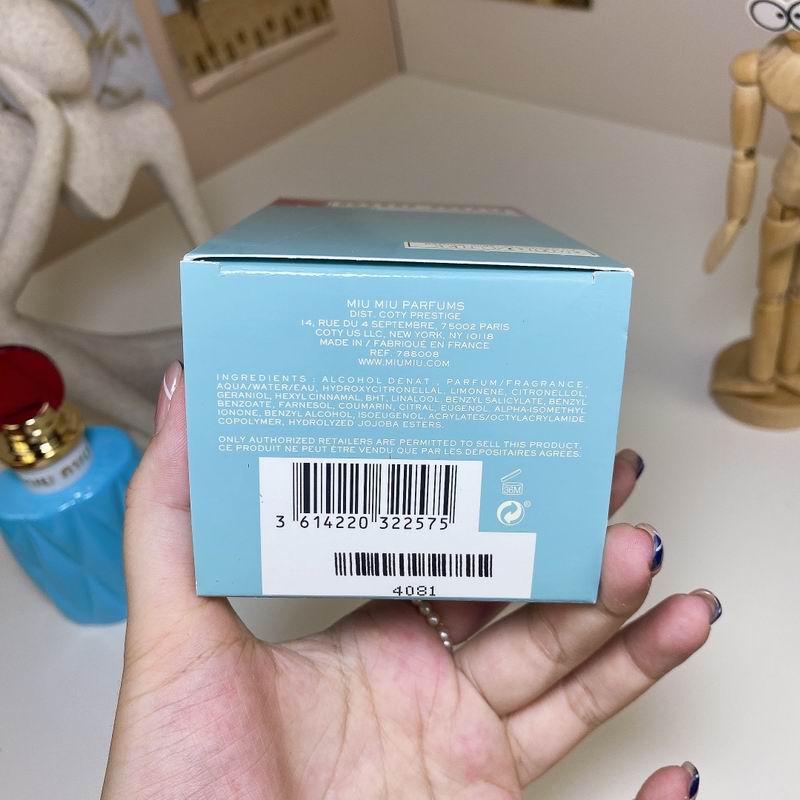 MIU MIU PARFUMS
DIST. COTY PRESTIGE
14, RUE DU 4 SEPTEMBRE, 75002 PARIS
COTY US LLC, NEW YORK, NY 10118
MADE IN / FABRIQUÉ EN FRANCE
REF. 788008
WWW.MIUMIU.COM
INGREDIENTS : ALCOHOL DENAT., PARFUM/FRAGRANCE,
AQUA/WATER/EAU, HYDROXYCITRONELLAL, LIMONENE, CITRONELLOL,
GERANIOL, HEXYL CINNAMAL, BHT, LINALOOL, BENZYL SALICYLATE, BENZYL
BENZOATE, FARNESOL, COUMARIN, CITRAL, EUGENOL, ALPHA-ISOMETHYL
IONONE, BENZYL ALCOHOL, ISOEUGENOL, ACRYLATES/OCTYLACRYLAMIDE
COPOLYMER, HYDROLYZED JOJOBA ESTERS.
ONLY AUTHORIZED RETAILERS ARE PERMITTED TO SELL THIS PRODUCT.
CE PRODUIT NE PEUT ÊTRE VENDU QUE PAR LES DÉPOSITAIRES AGRÉÉS.
36M
3 614220 322575
4081
MIU MIU